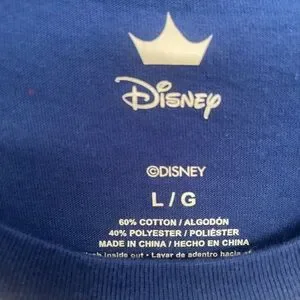 Disney
©DISNEY
L / G
60% COTTON / ALGODÓN
40% POLYESTER / POLIÉSTER
MADE IN CHINA / HECHO EN CHINA
inside out • Lavar de adentro hacia